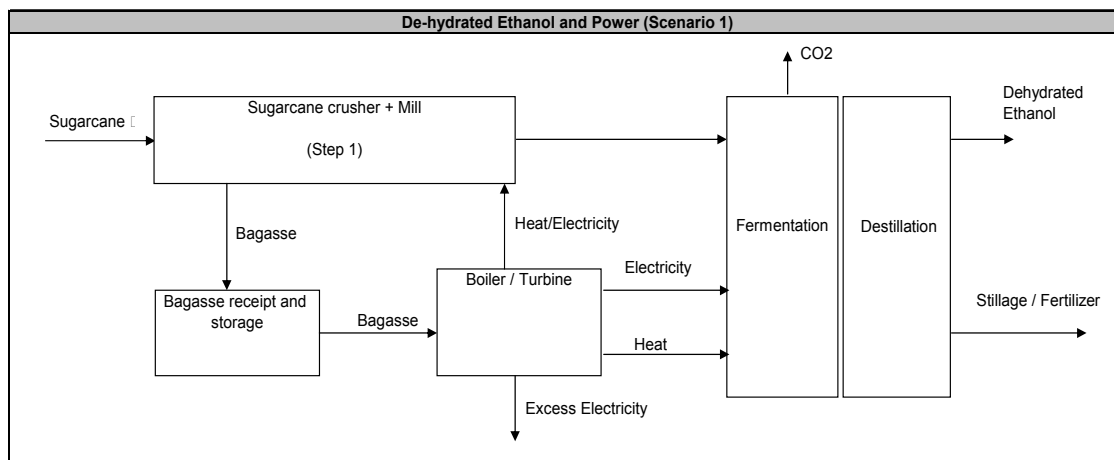 De-hydrated Ethanol and Power (Scenario 1)
CO2
Sugarcane crusher + Mill
(Step 1)
Sugarcane
Dehydrated
Ethanol
Heat/Electricity
Bagasse
Fermentation
Destillation
Electricity
Boiler / Turbine
Bagasse receipt and
storage
Bagasse
Stillage / Fertilizer
Heat
Excess Electricity